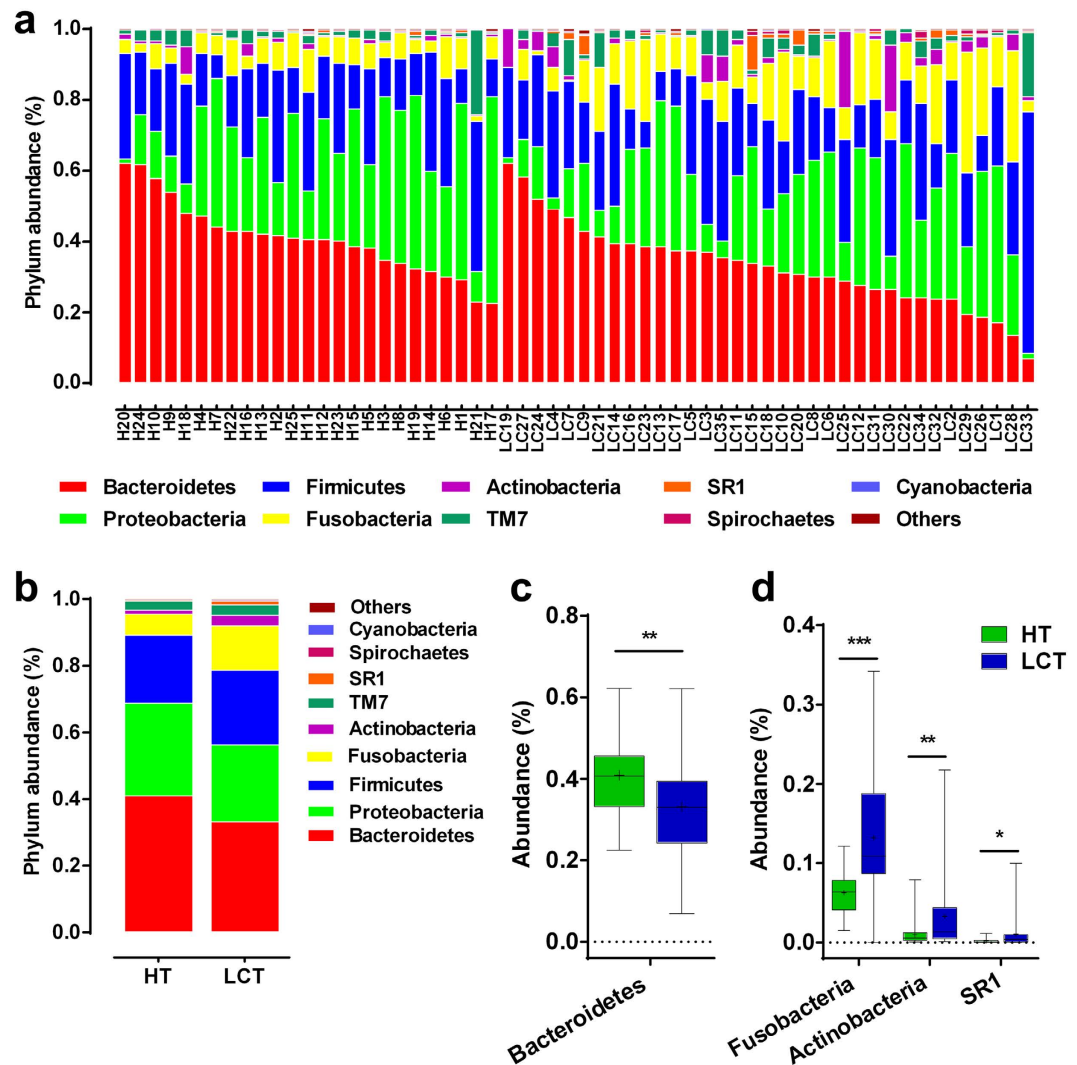 a
Phylum abundance (%)
1.0
0.8
0.6
0.4
0.2
0.0
H20 H24 H10 H9 H18 H4 H7 H22 H16 H13 H2 H25 H11 H12 H23 H15 H5 H3 H8 H19 H14 H6 H1 H21 H17 LC19 LC27 LC24 LC4 LC7 LC9 LC21 LC14 LC16 LC23 LC13 LC17 LC5 LC3 LC35 LC11 LC15 LC18 LC10 LC20 LC8 LC6 LC25 LC12 LC31 LC30 LC22 LC34 LC32 LC2 LC29 LC26 LC1 LC28 LC33
Bacteroidetes Firmicutes Actinobacteria SR1 Cyanobacteria
Proteobacteria Fusobacteria TM7 Spirochaetes Others
b
Phylum abundance (%)
1.0
0.8
0.6
0.4
0.2
0.0
HT LCT
Others
Cyanobacteria
Spirochaetes
SR1
TM7
Actinobacteria
Fusobacteria
Firmicutes
Proteobacteria
Bacteroidetes
c
Abundance (%)
0.8
0.6
0.4
0.2
0.0
**
Bacteroidetes
d
Abundance (%)
0.4
0.3
0.2
0.1
0.0
***
**
*
HT
LCT
Fusobacteria
Actinobacteria
SR1